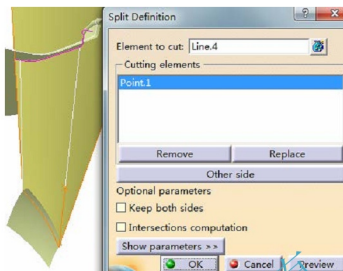 Split Definition
Element to cut: Line.4
Cutting elements
Point.1
Remove Replace
Other side
Optional parameters
Keep both sides
Intersections computation
Show parameters >>
OK Cancel Preview